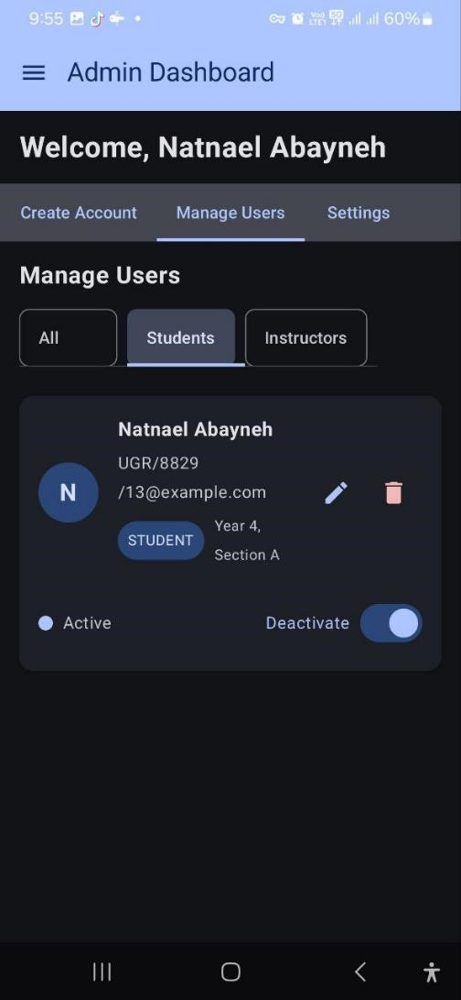 9:55 60%
Admin Dashboard
Welcome, Natnael Abayneh
Create Account Manage Users Settings
Manage Users
All Students Instructors
Natnael Abayneh
UGR/8829
/13@example.com
N
STUDENT
Year 4,
Section A
Active Deactivate